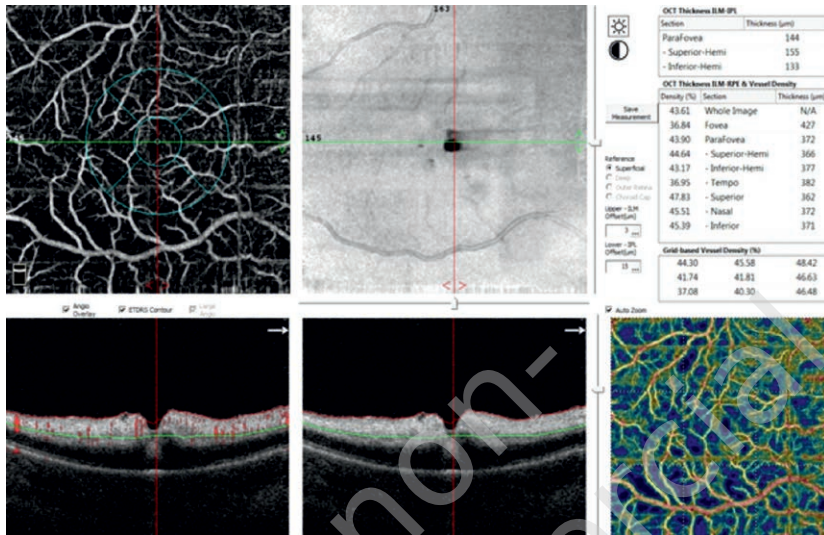 163
145
163
145
OCT Thickness ILM-IPL
Section Thickness (µm)
ParaFovea 144
- Superior-Hemi 155
- Inferior-Hemi 133
OCT Thickness ILM-RPE & Vessel Density
Density (%) Section Thickness (µm)
43.61 Whole Image N/A
36.84 Fovea 427
43.90 ParaFovea 372
44.64 - Superior-Hemi 366
43.17 - Inferior-Hemi 377
36.95 - Tempo 382
47.83 - Superior 362
45.51 - Nasal 372
45.39 - Inferior 371
Grid-based Vessel Density (%)
44.30 45.58 48.42
41.74 41.81 46.63
37.08 40.30 46.48
Save
Measurement
Reference
Superficial
Deep
Outer Retina
Choroid Cap
Upper - ILM
Offset(um)
3
Lower - IPL
Offset(um)
15
Angio
Overlay
ETDRS Contour
Large
Angio
Auto Zoom
non-